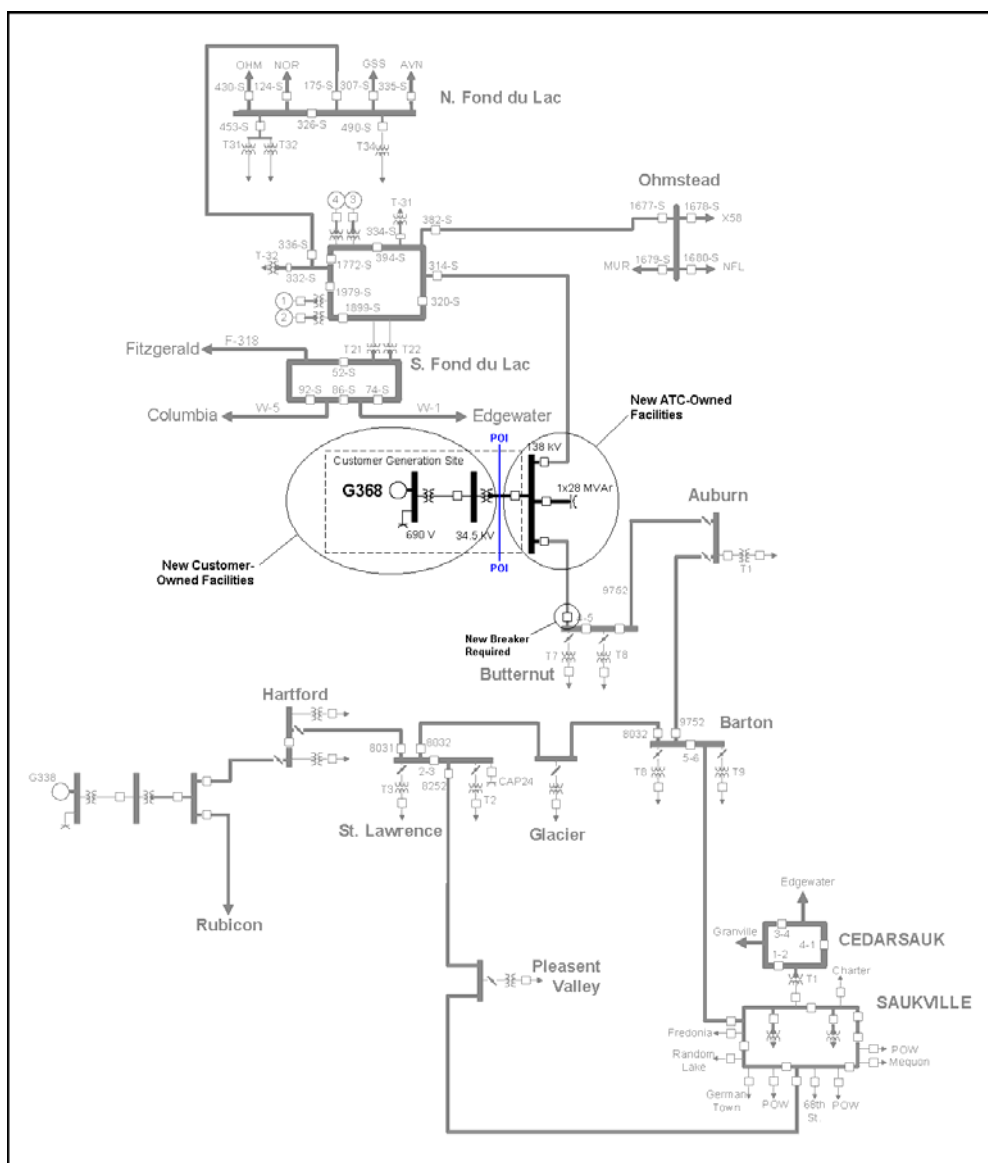 OHM NOR GSS AVN
430-S 124-S 175-S 307-S 335-S
N. Fond du Lac
326-S
453-S 490-S
T31 T32 T34
Ohmstead
4 3 T-31
1677-S 1678-S
382-S
X58
334-S
336-S
394-S 314-S
T-32
1772-S
332-S
MUR 1679-S 1680-S NFL
1979-S
1 320-S
1899-S
2
F-318
T21 T22
Fitzgerald
S. Fond du Lac
52-S
92-S 86-S 74-S
Columbia W-5 W-1 Edgewater
New ATC-Owned
Facilities
POI
138 kV
Customer Generation Site
G368
1x28 MVAr
Auburn
690 V 34.5 kV
T1
New Customer-
Owned Facilities
POI
9752
4-5
New Breaker
Required
T7 T8
Butternut
Hartford
8031 8032
8032 9752
Barton
5-6
2-3
8252
G338
T3 T2 CAP24
T8 T9
St. Lawrence
Glacier
Rubicon
Edgewater
3-4
Granville
4-1
CEDARSAUK
1-2
T1
Charter
Pleasant
Valley
SAUKVILLE
Fredonia
POW
Random
Lake
Mequon
German
Town
POW
68th
St.
POW